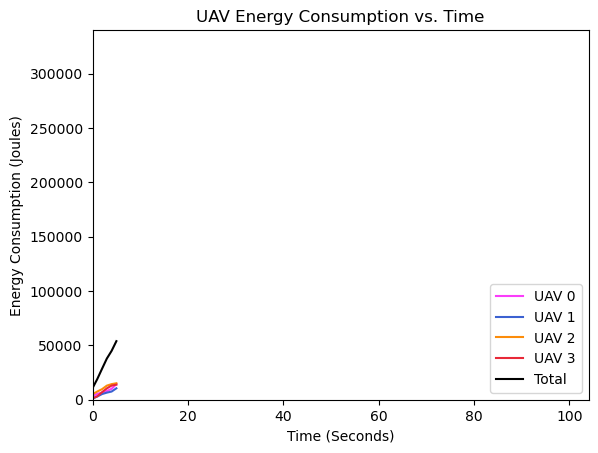 UAV Energy Consumption vs. Time
Energy Consumption (Joules)
300000
250000
200000
150000
100000
50000
0
0 20 40 60 80 100
Time (Seconds)
UAV 0
UAV 1
UAV 2
UAV 3
Total